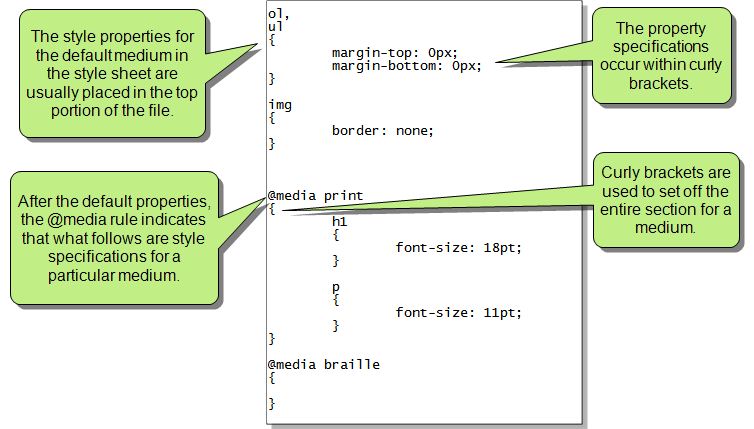 The style properties for
the default medium in
the style sheet are
usually placed in the top
portion of the file.
ol,
ul
{
margin-top: 0px;
margin-bottom: 0px;
}
img
{
border: none;
}
The property
specifications
occur within curly
brackets.
After the default properties,
the @media rule indicates
that what follows are style
specifications for a
particular medium.
@media print
{
h1
{
font-size: 18pt;
}
p
{
font-size: 11pt;
}
}
@media braille
{
}
Curly brackets are
used to set off the
entire section for a
medium.